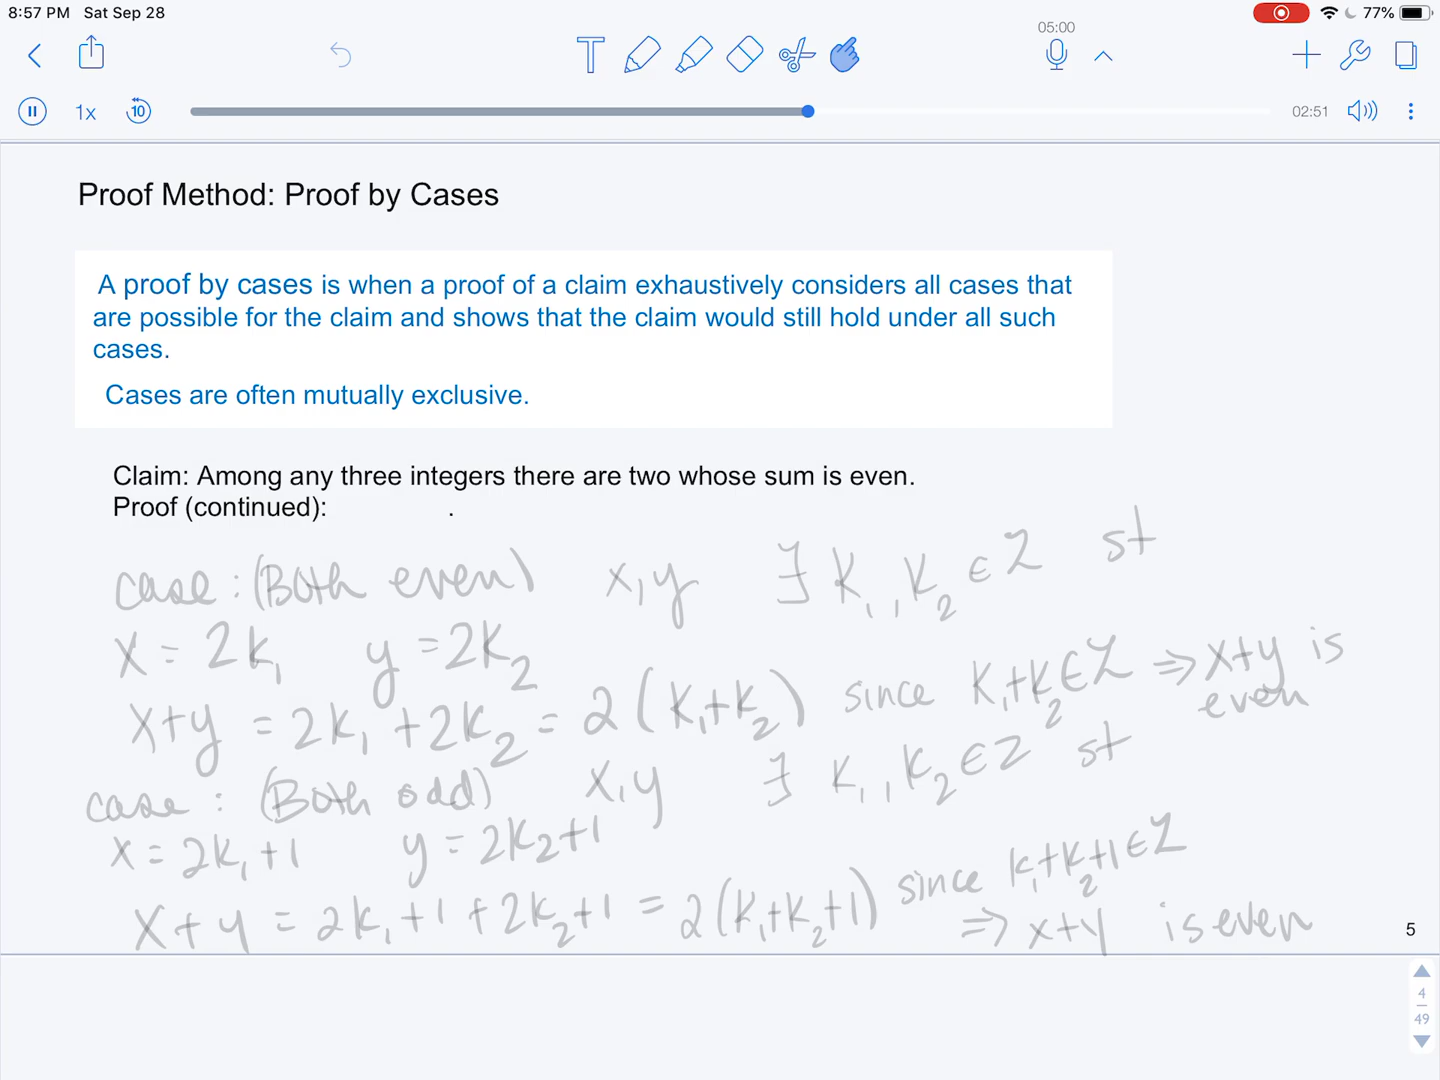 8:57 PM Sat Sep 28 77%
05:00
1x 10 02:51
Proof Method: Proof by Cases
A proof by cases is when a proof of a claim exhaustively considers all cases that
are possible for the claim and shows that the claim would still hold under all such
cases.
Cases are often mutually exclusive.
Claim: Among any three integers there are two whose sum is even.
Proof (continued): .
case: (Both even) x,y ∃ K₁, K₂ ∈ Z st
x = 2k₁ y = 2k₂
x+y = 2k₁ + 2k₂ = 2(k₁+k₂) since k₁+k₂ ∈ Z ⇒ x+y is
even
case: (Both odd) x,y ∃ k₁, k₂ ∈ Z st
x = 2k₁+1 y = 2k₂+1
x+y = 2k₁+1+2k₂+1 = 2(k₁+k₂+1) since k₁+k₂+1 ∈ Z
⇒ x+y is even
5
4
49